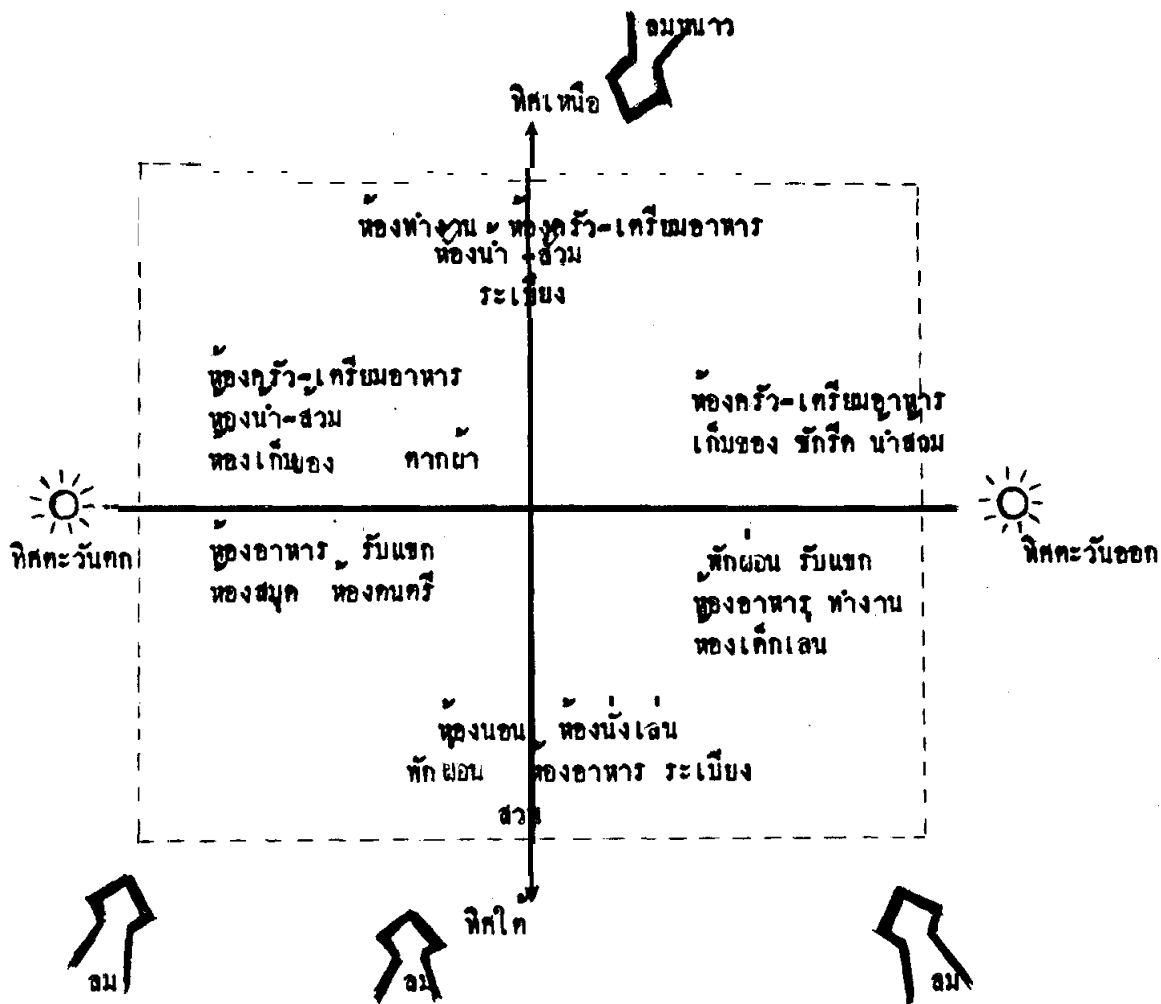 ลมหนาว
ทิศเหนือ
ห้องทำงาน ห้องครัว-เตรียมอาหาร
ห้องน้ำ-ส้วม
ระเบียง
ห้องครัว-เตรียมอาหาร
ห้องน้ำ-ส้วม
ห้องเก็บของ ตากผ้า
ห้องครัว-เตรียมอาหาร
เก็บของ ซักรีด น้ำส้วม
ทิศตะวันตก
ทิศตะวันออก
ห้องอาหาร รับแขก
ห้องสมุด ห้องดนตรี
พักผ่อน รับแขก
ห้องอาหาร ทำงาน
ห้องเด็กเล่น
ห้องนอน ห้องนั่งเล่น
พักผ่อน ห้องอาหาร ระเบียง
สวน
ทิศใต้
ลม
ลม
ลม